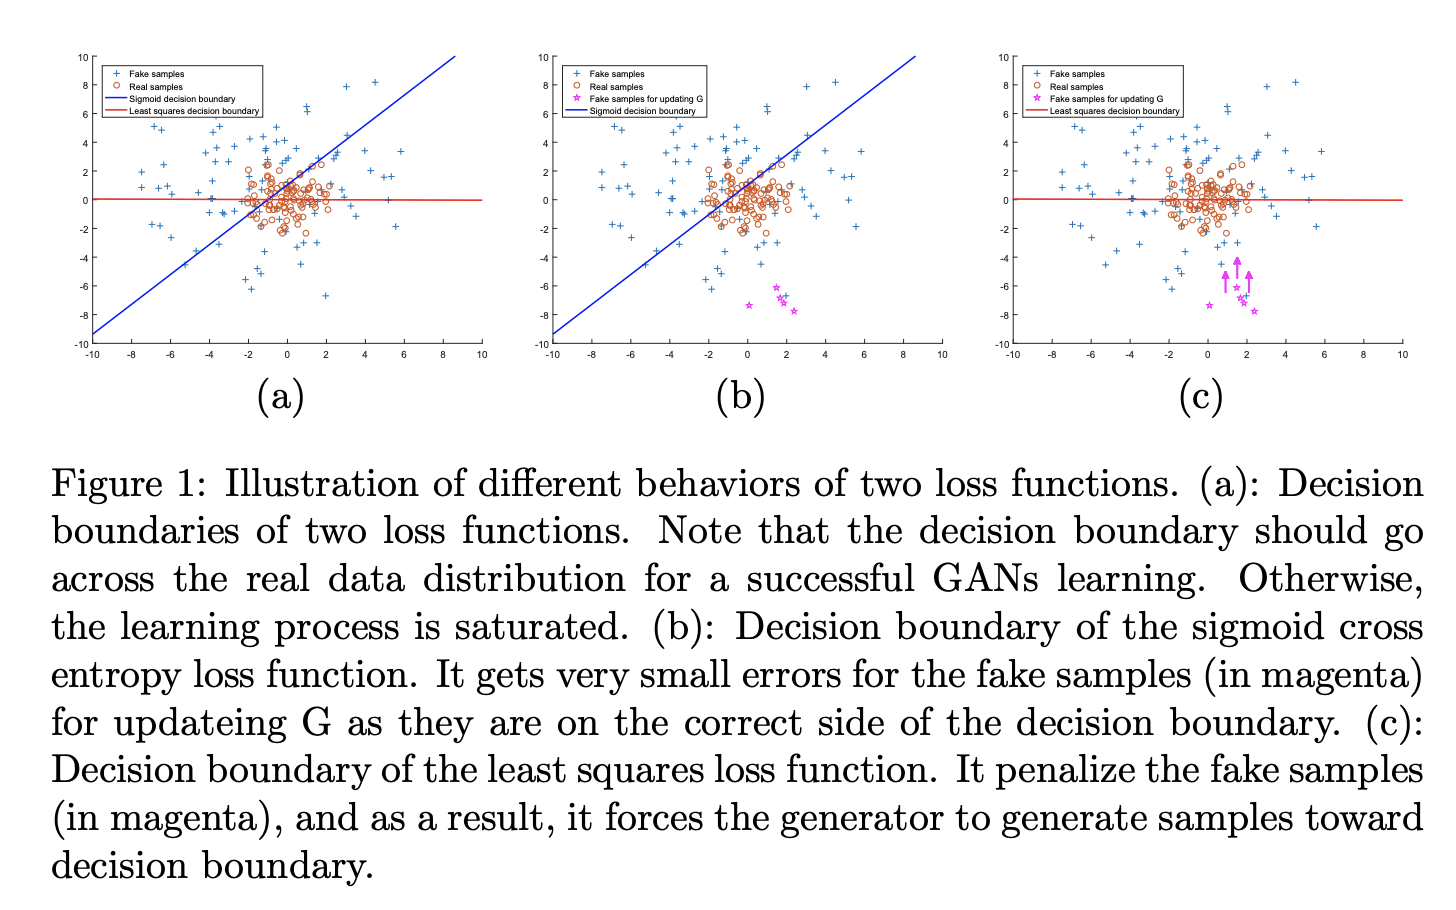 10
8
6
4
2
0
-2
-4
-6
-8
-10
-10 -8 -6 -4 -2 0 2 4 6 8 10
Fake samples
Real samples
Sigmoid decision boundary
Least squares decision boundary
(a)
10
8
6
4
2
0
-2
-4
-6
-8
-10
-10 -8 -6 -4 -2 0 2 4 6 8 10
Fake samples
Real samples
Fake samples for updating G
Sigmoid decision boundary
(b)
10
8
6
4
2
0
-2
-4
-6
-8
-10
-10 -8 -6 -4 -2 0 2 4 6 8 10
Fake samples
Real samples
Fake samples for updating G
Least squares decision boundary
(c)
Figure 1: Illustration of different behaviors of two loss functions. (a): Decision
boundaries of two loss functions. Note that the decision boundary should go
across the real data distribution for a successful GANs learning. Otherwise,
the learning process is saturated. (b): Decision boundary of the sigmoid cross
entropy loss function. It gets very small errors for the fake samples (in magenta)
for updateing G as they are on the correct side of the decision boundary. (c):
Decision boundary of the least squares loss function. It penalize the fake samples
(in magenta), and as a result, it forces the generator to generate samples toward
decision boundary.